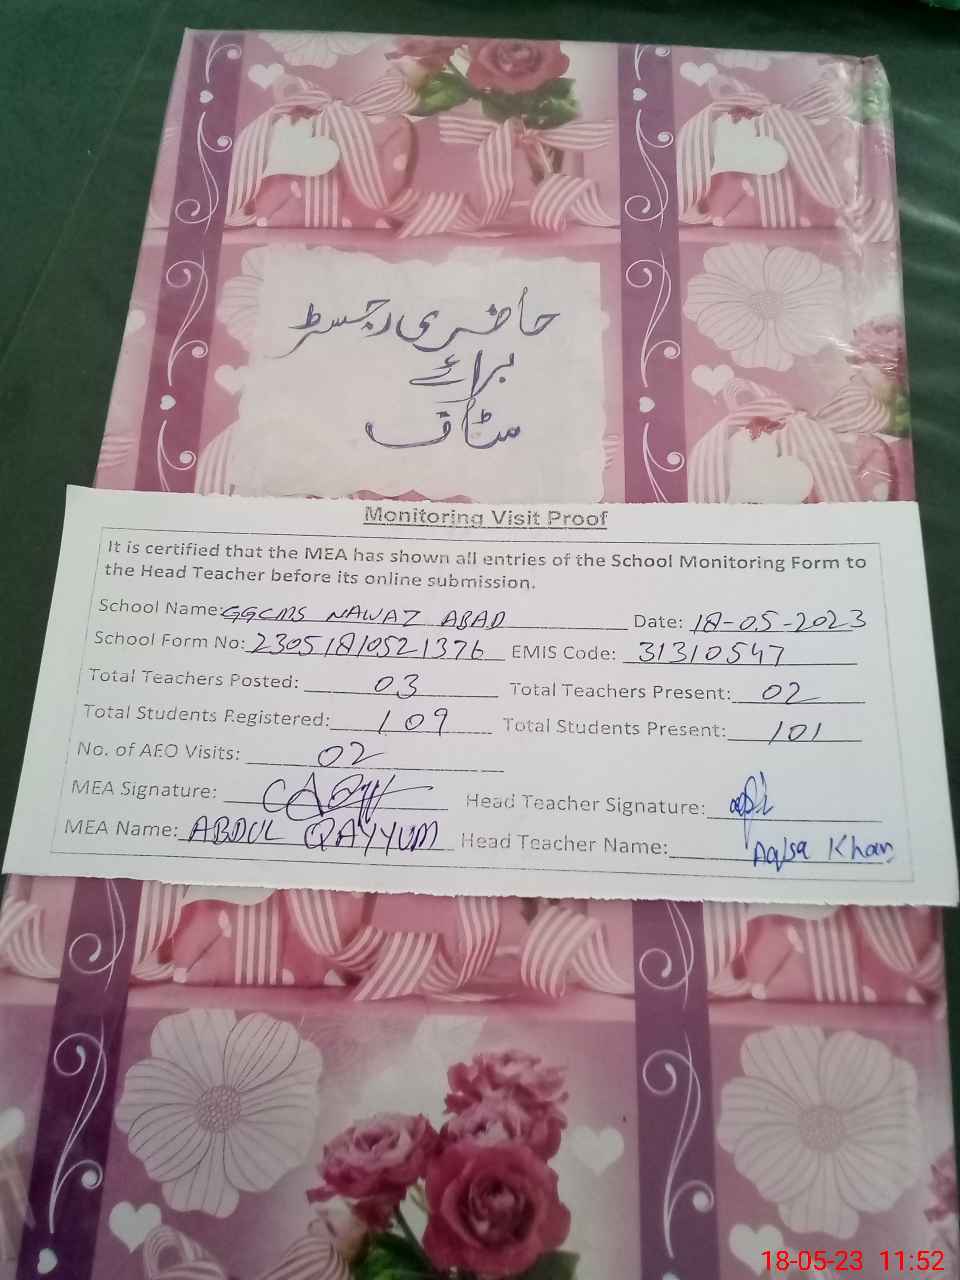 حاضری رجسٹر
برائے
سٹاف
Monitoring Visit Proof
It is certified that the MEA has shown all entries of the School Monitoring Form to
the Head Teacher before its online submission.
School Name: GGCMS NAWAZ ABAD Date: 18-05-2023
School Form No: 23051810521376 EMIS Code: 31310547
Total Teachers Posted: 03 Total Teachers Present: 02
Total Students Registered: 109 Total Students Present: 101
No. of AEO Visits: 02
MEA Signature: Head Teacher Signature:
MEA Name: ABDUL QAYYUM Head Teacher Name: Aqsa Khan
18-05-23 11:52